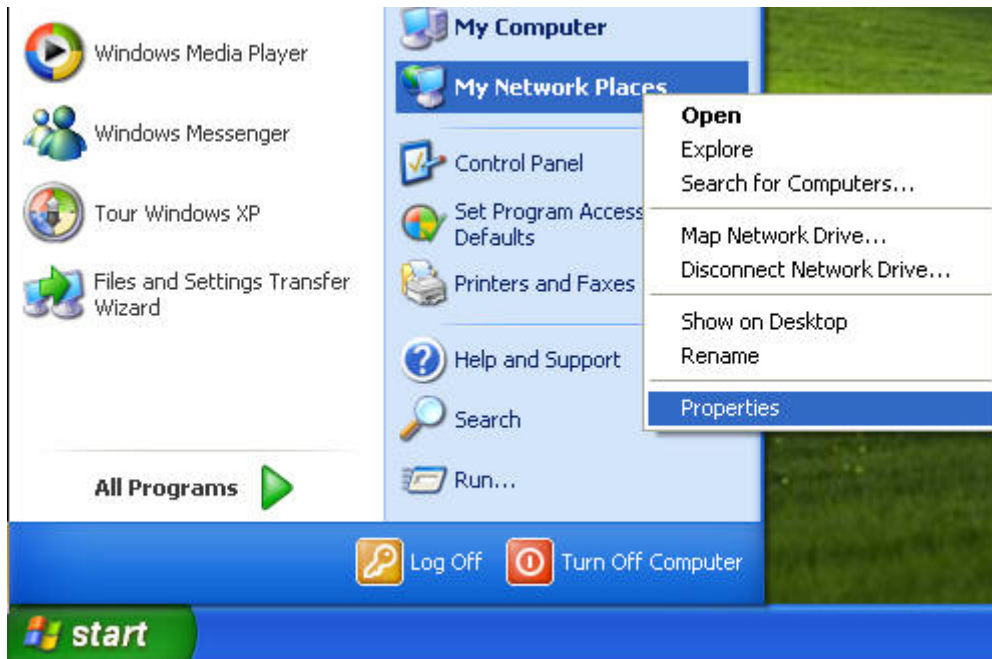 Windows Media Player
Windows Messenger
Tour Windows XP
Files and Settings Transfer
Wizard
All Programs
My Computer
My Network Places
Control Panel
Set Program Access
Defaults
Printers and Faxes
Help and Support
Search
Run...
Open
Explore
Search for Computers...
Map Network Drive...
Disconnect Network Drive...
Show on Desktop
Rename
Properties
Log Off
Turn Off Computer
start